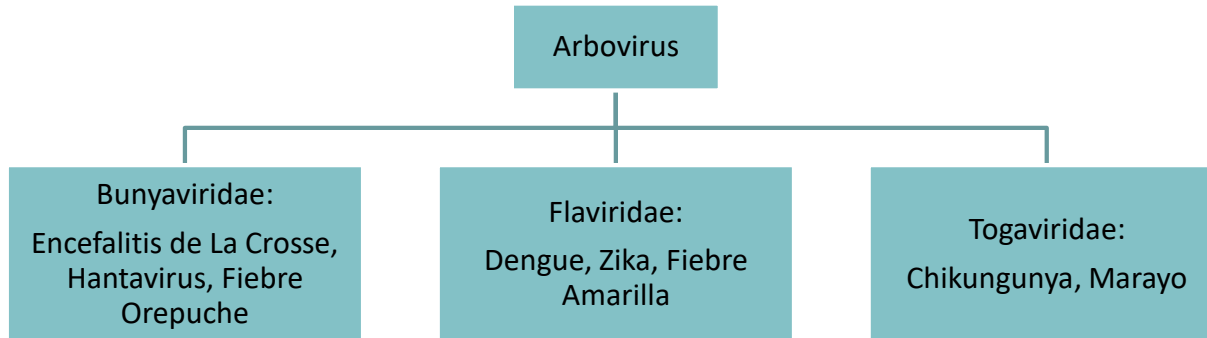 Arbovirus
Bunyaviridae:
Encefalitis de La Crosse,
Hantavirus, Fiebre
Orepuche
Flaviridae:
Dengue, Zika, Fiebre
Amarilla
Togaviridae:
Chikungunya, Marayo